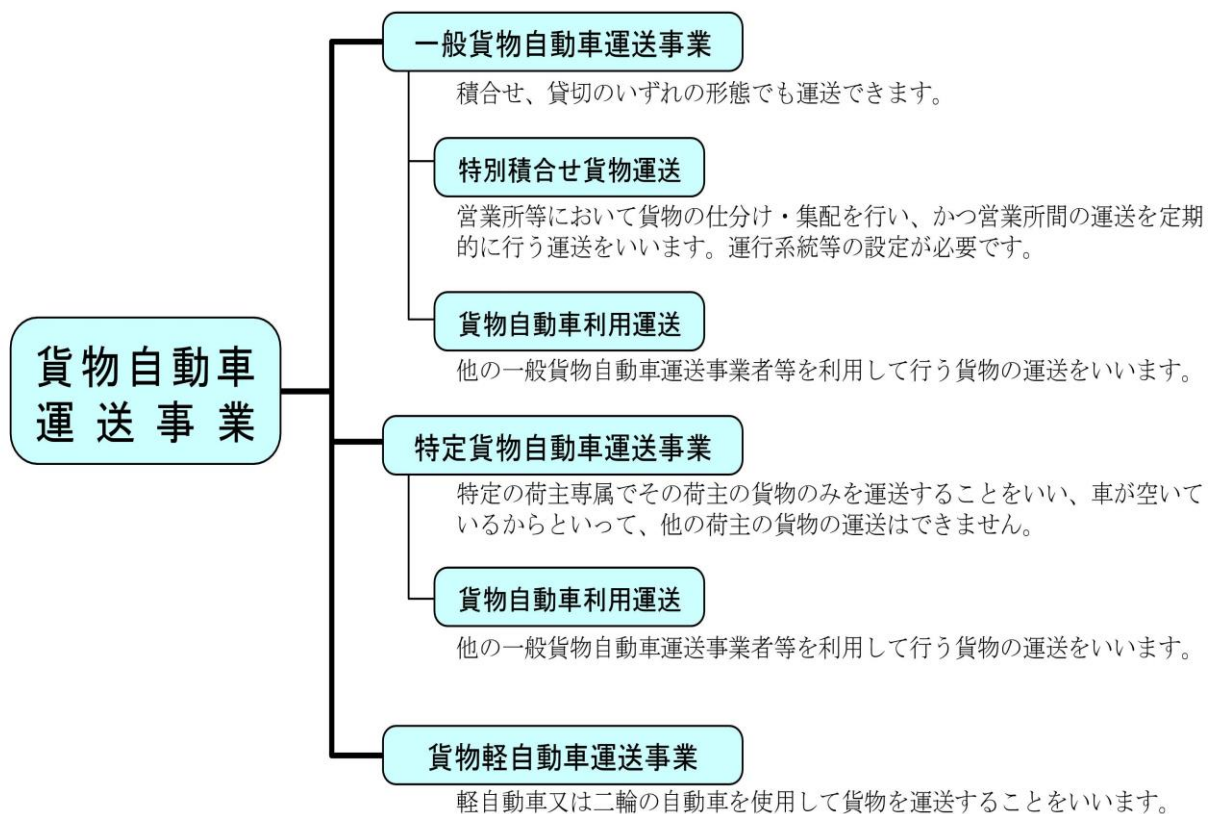 一般貨物自動車運送事業
積合せ、貸切のいずれの形態でも運送できます。
特別積合せ貨物運送
営業所等において貨物の仕分け・集配を行い、かつ営業所間の運送を定期
的に行う運送をいいます。運行系統等の設定が必要です。
貨物自動車利用運送
他の一般貨物自動車運送事業者等を利用して行う貨物の運送をいいます。
貨物自動車
運送事業
特定貨物自動車運送事業
特定の荷主専属でその荷主の貨物のみを運送することをいい、車が空いて
いるからといって、他の荷主の貨物の運送はできません。
貨物自動車利用運送
他の一般貨物自動車運送事業者等を利用して行う貨物の運送をいいます。
貨物軽自動車運送事業
軽自動車又は二輪の自動車を使用して貨物を運送することをいいます。